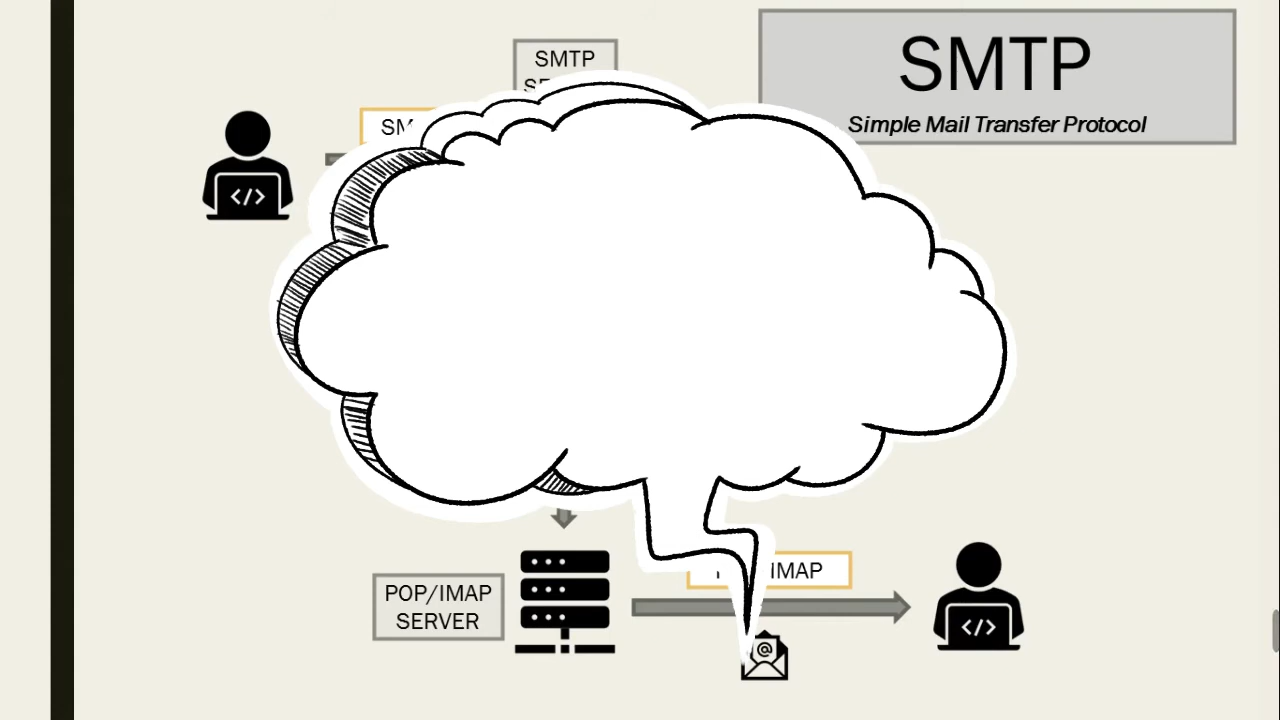 SMTP
SMTP
Simple Mail Transfer Protocol
</>
POP/IMAP
SERVER
IMAP
@
</>